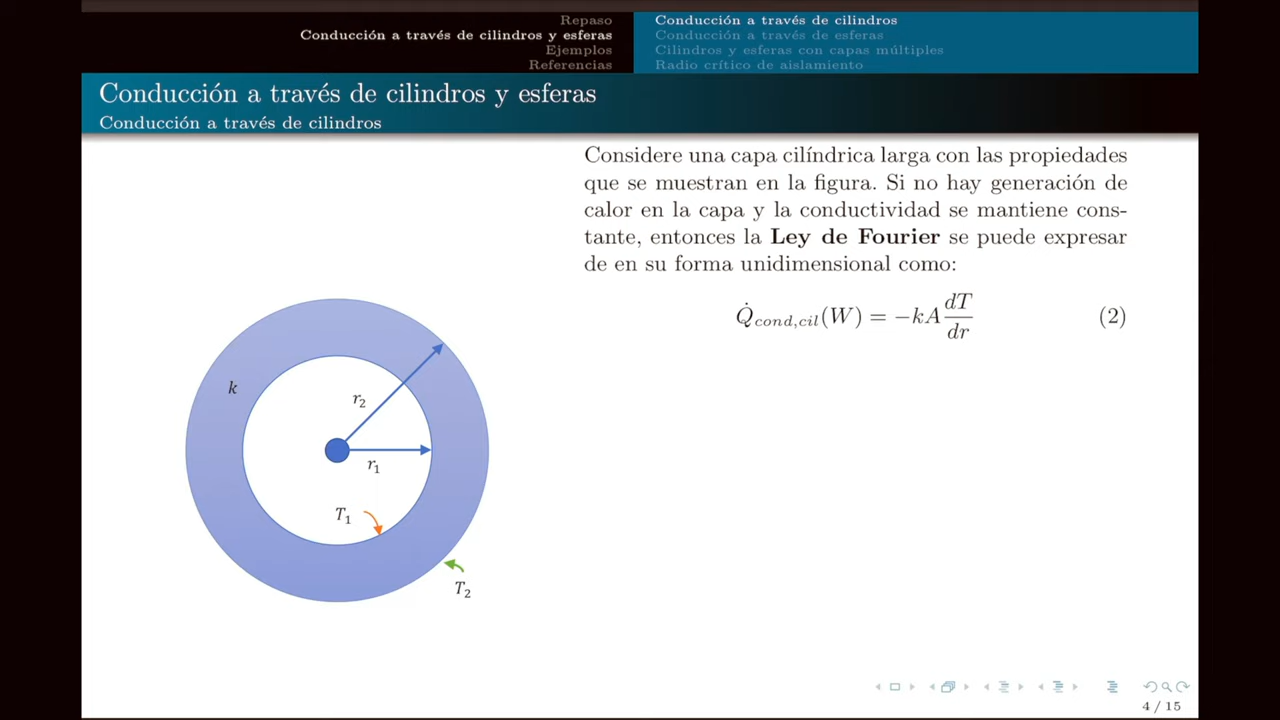 Repaso
Conducción a través de cilindros y esferas
Ejemplos
Referencias
Conducción a través de cilindros
Conducción a través de esferas
Cilindros y esferas con capas múltiples
Radio crítico de aislamiento
Conducción a través de cilindros y esferas
Conducción a través de cilindros
Considere una capa cilíndrica larga con las propiedades
que se muestran en la figura. Si no hay generación de
calor en la capa y la conductividad se mantiene cons-
tante, entonces la Ley de Fourier se puede expresar
de en su forma unidimensional como:
Q̇_{cond,cil}(W) = −kA dT/dr (2)
k
r₂
r₁
T₁
T₂
4 / 15